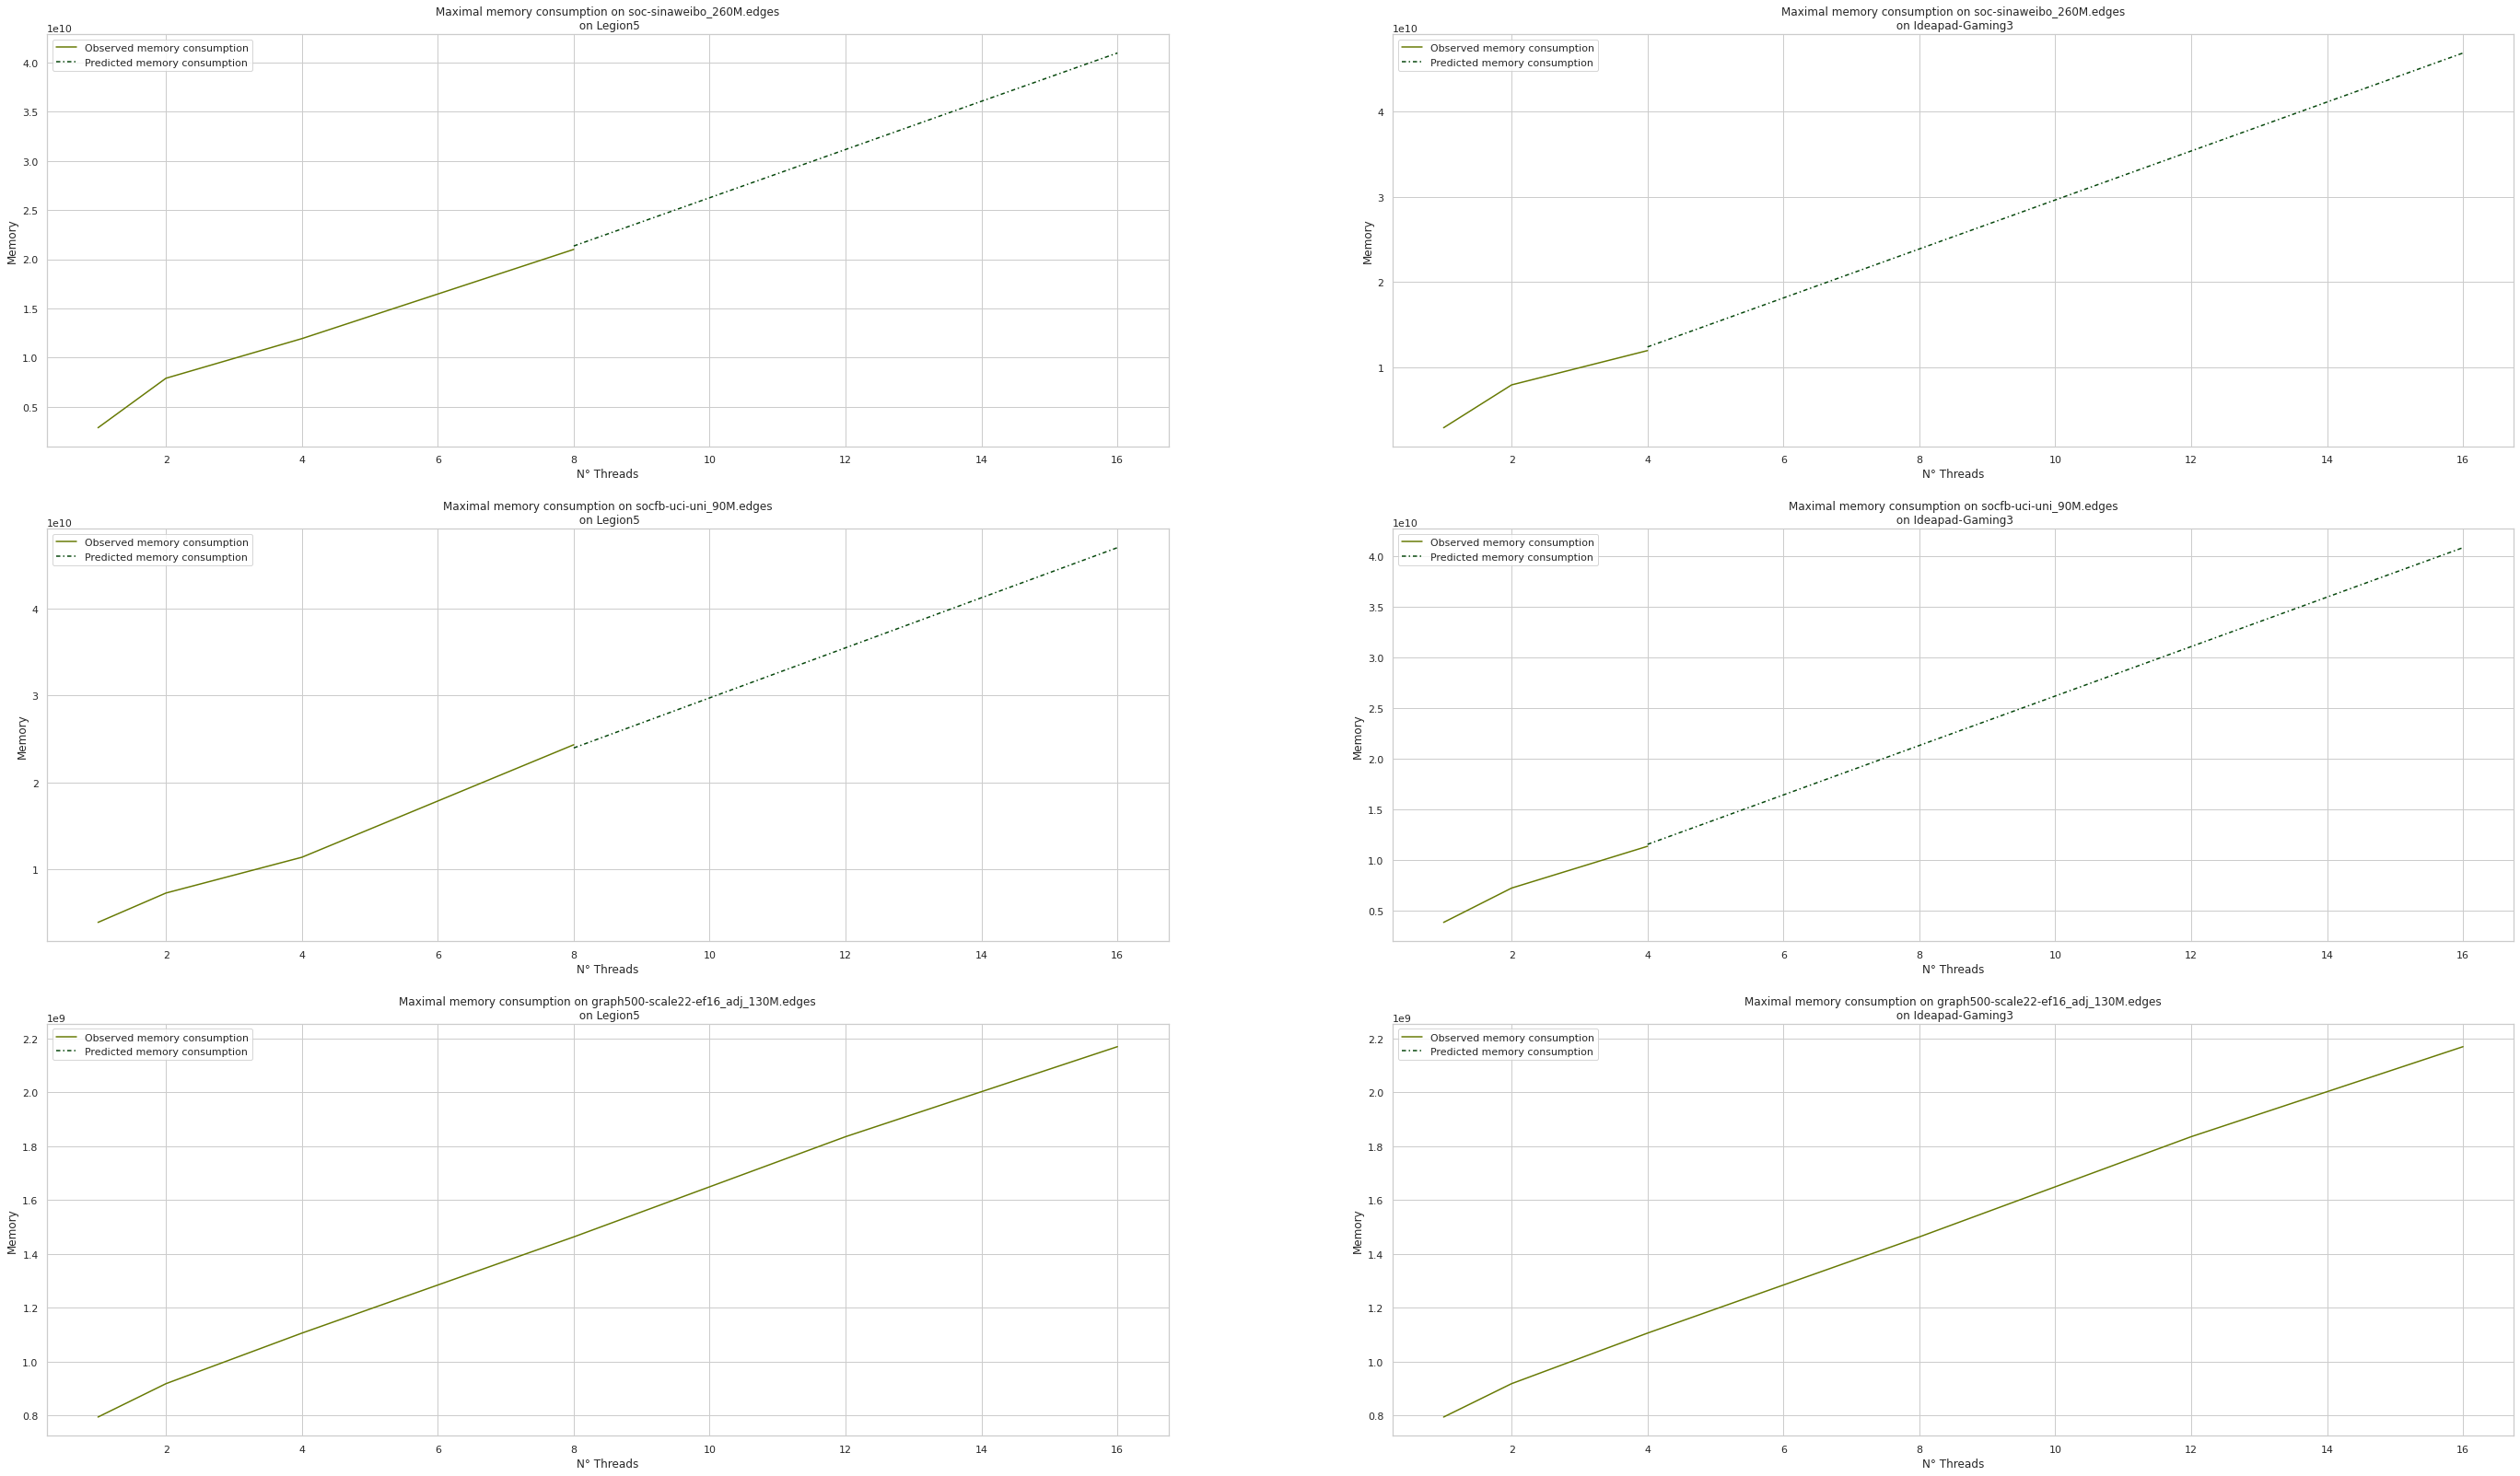 Maximal memory consumption on soc-sinaweibo_260M.edges
on Legion5
1e10
Observed memory consumption
Predicted memory consumption
4.0
3.5
3.0
2.5
2.0
1.5
1.0
0.5
Memory
2 4 6 8 10 12 14 16
N° Threads
Maximal memory consumption on soc-sinaweibo_260M.edges
on Ideapad-Gaming3
1e10
Observed memory consumption
Predicted memory consumption
4
3
2
1
Memory
2 4 6 8 10 12 14 16
N° Threads
Maximal memory consumption on socfb-uci-uni_90M.edges
on Legion5
1e10
Observed memory consumption
Predicted memory consumption
4
3
2
1
Memory
2 4 6 8 10 12 14 16
N° Threads
Maximal memory consumption on socfb-uci-uni_90M.edges
on Ideapad-Gaming3
1e10
Observed memory consumption
Predicted memory consumption
4.0
3.5
3.0
2.5
2.0
1.5
1.0
0.5
Memory
2 4 6 8 10 12 14 16
N° Threads
Maximal memory consumption on graph500-scale22-ef16_adj_130M.edges
on Legion5
1e9
Observed memory consumption
Predicted memory consumption
2.2
2.0
1.8
1.6
1.4
1.2
1.0
0.8
Memory
2 4 6 8 10 12 14 16
N° Threads
Maximal memory consumption on graph500-scale22-ef16_adj_130M.edges
on Ideapad-Gaming3
1e9
Observed memory consumption
Predicted memory consumption
2.2
2.0
1.8
1.6
1.4
1.2
1.0
0.8
Memory
2 4 6 8 10 12 14 16
N° Threads